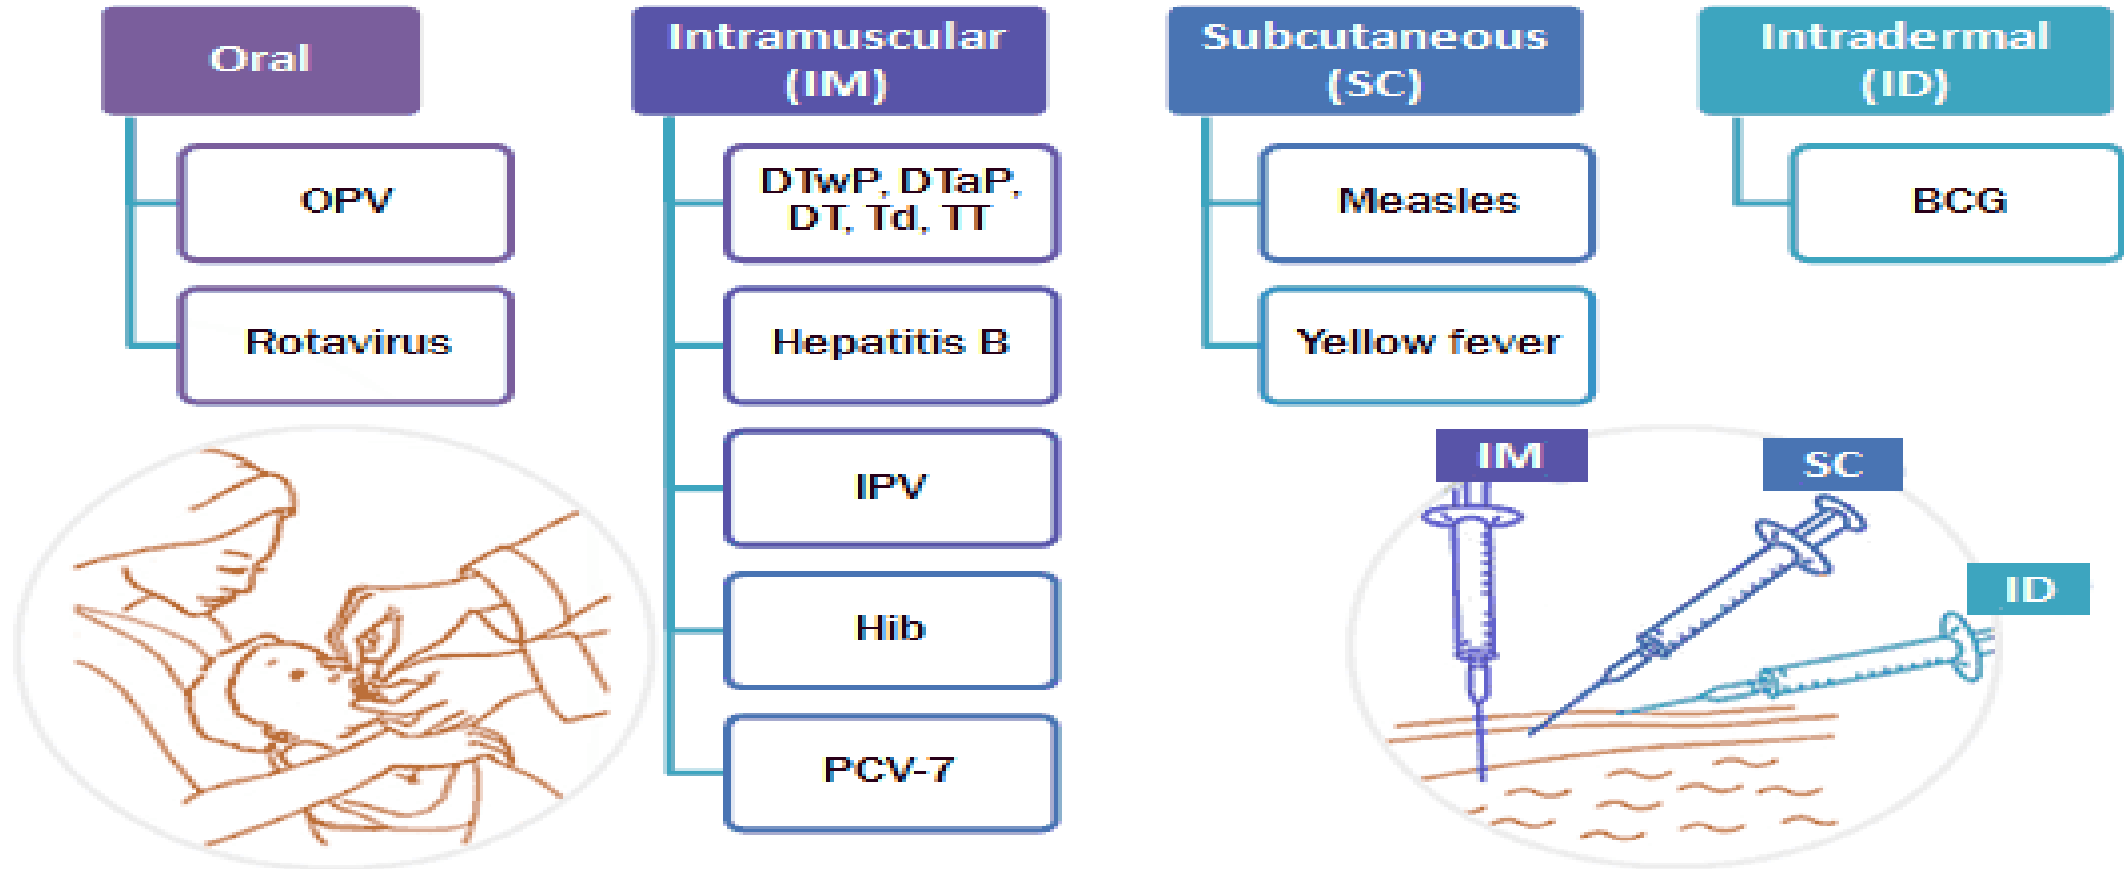 Oral
OPV
Rotavirus
Intramuscular
(IM)
DTwP, DTaP,
DT, Td, TT
Hepatitis B
IPV
Hib
PCV-7
Subcutaneous
(SC)
Measles
Yellow fever
Intradermal
(ID)
BCG
IM
SC
ID